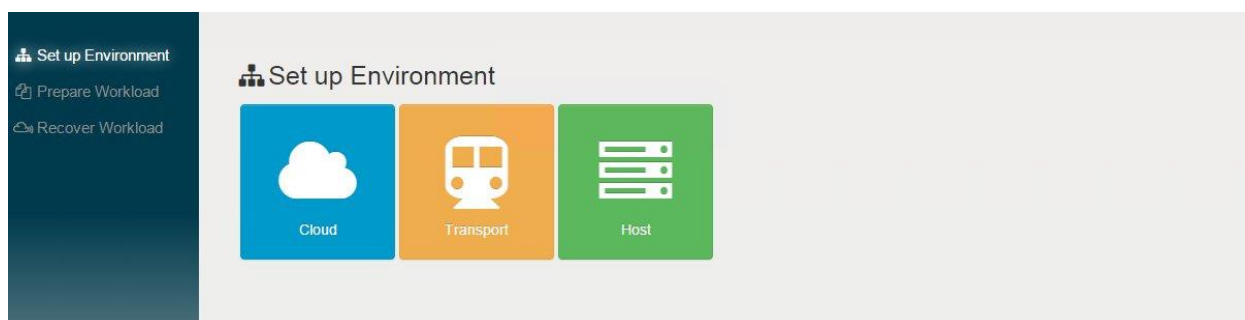 Set up Environment
Prepare Workload
Recover Workload
Set up Environment
Cloud
Transport
Host